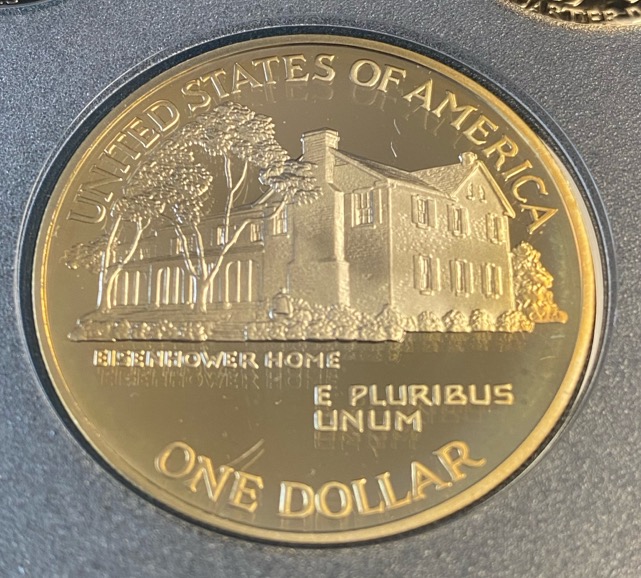 UNITED STATES OF AMERICA
EISENHOWER HOME
E PLURIBUS
UNUM
ONE DOLLAR